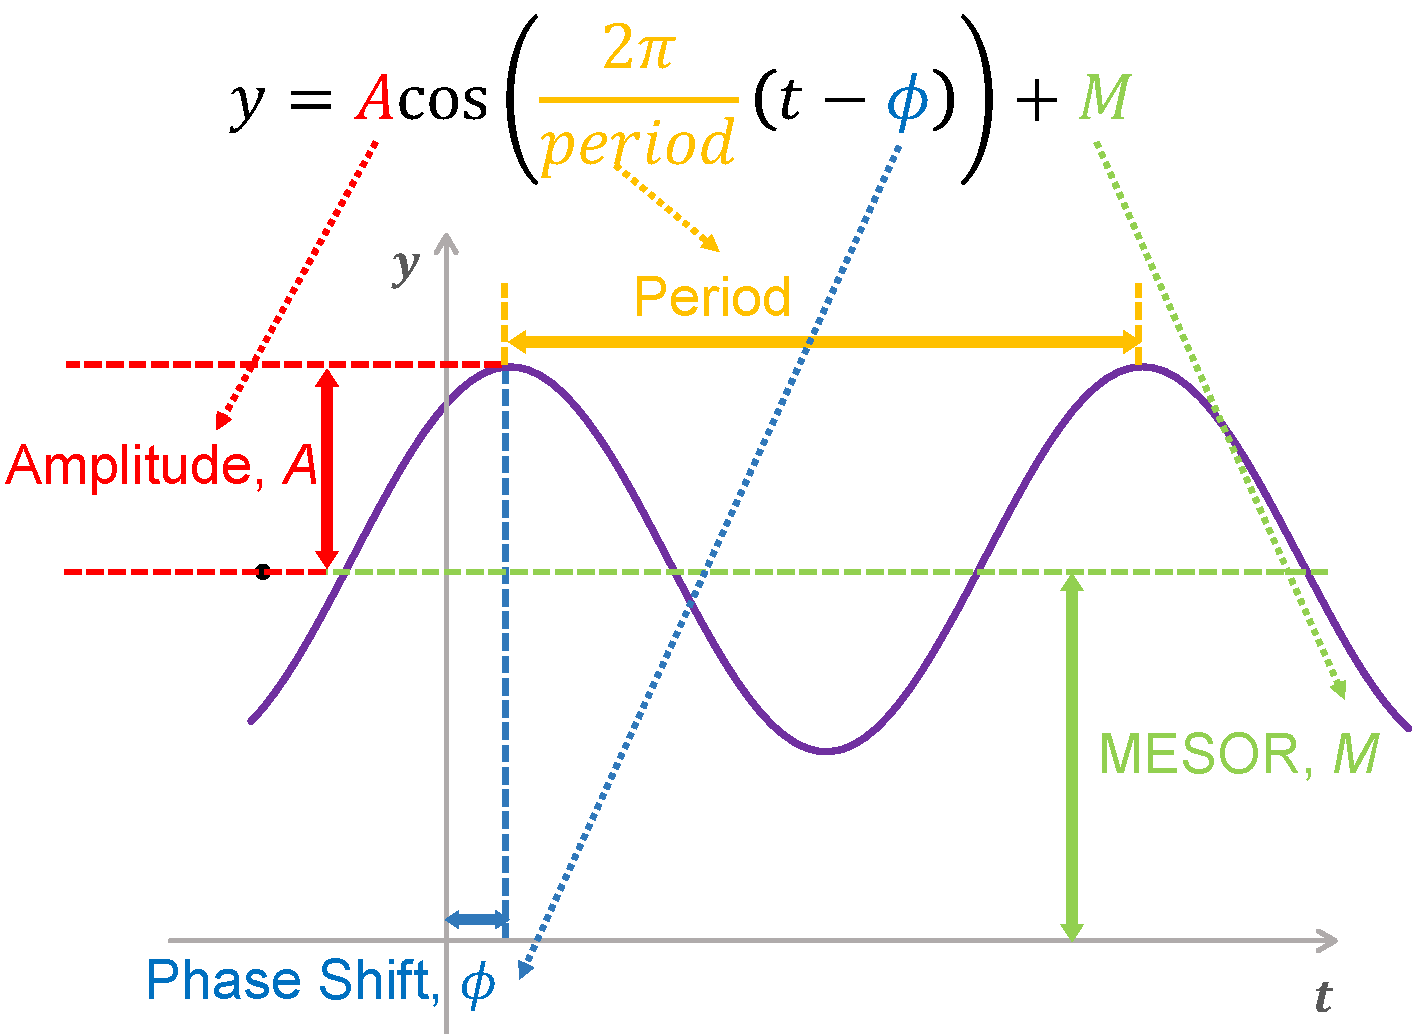 y = Acos(2π/period (t − ϕ)) + M
y
Period
Amplitude, A
MESOR, M
Phase Shift, ϕ
t